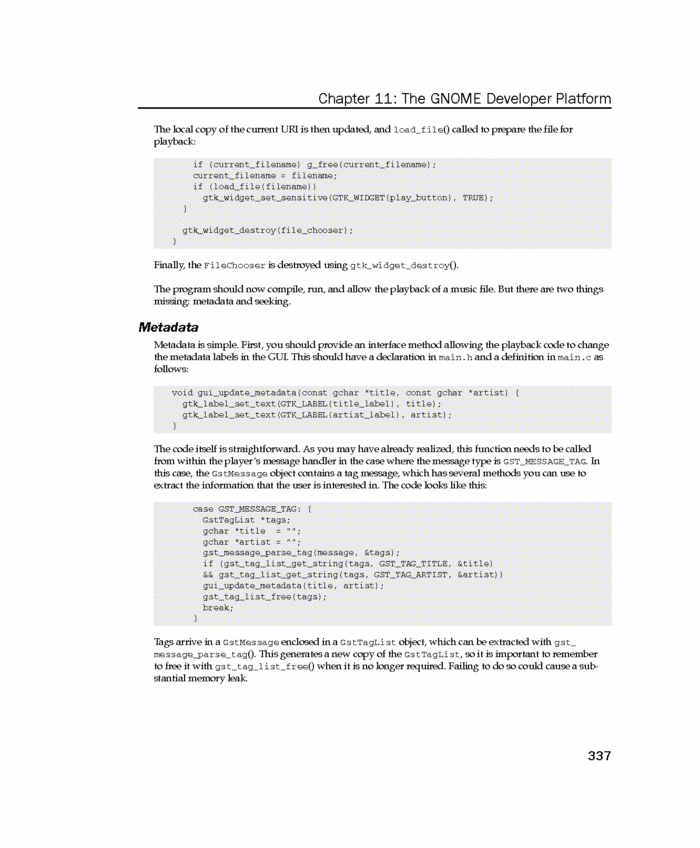 Chapter 11: The GNOME Developer Platform
The local copy of the current URI is then updated, and load_file() called to prepare the file for
playback:
if (current_filename) g_free(current_filename);
current_filename = filename;
if (load_file(filename))
gtk_widget_set_sensitive(GTK_WIDGET(play_button), TRUE);
}
gtk_widget_destroy(file_chooser);
}
Finally, the FileChooser is destroyed using gtk_widget_destroy().
The program should now compile, run, and allow the playback of a music file. But there are two things
missing: metadata and seeking.
Metadata
Metadata is simple. First, you should provide an interface method allowing the playback code to change
the metadata labels in the GUI. This should have a declaration in main.h and a definition in main.c as
follows:
void gui_update_metadata(const gchar *title, const gchar *artist) {
gtk_label_set_text(GTK_LABEL(title_label), title);
gtk_label_set_text(GTK_LABEL(artist_label), artist);
}
The code itself is straightforward. As you may have already realized, this function needs to be called
from within the player's message handler in the case where the message type is GST_MESSAGE_TAG. In
this case, the GstMessage object contains a tag message, which has several methods you can use to
extract the information that the user is interested in. The code looks like this:
case GST_MESSAGE_TAG: {
GstTagList *tags;
gchar *title = "";
gchar *artist = "";
gst_message_parse_tag(message, &tags);
if (gst_tag_list_get_string(tags, GST_TAG_TITLE, &title)
&& gst_tag_list_get_string(tags, GST_TAG_ARTIST, &artist))
gui_update_metadata(title, artist);
gst_tag_list_free(tags);
break;
}
Tags arrive in a GstMessage enclosed in a GstTagList object, which can be extracted with gst_
message_parse_tag(). This generates a new copy of the GstTagList, so it is important to remember
to free it with gst_tag_list_free() when it is no longer required. Failing to do so could cause a sub-
stantial memory leak.
337